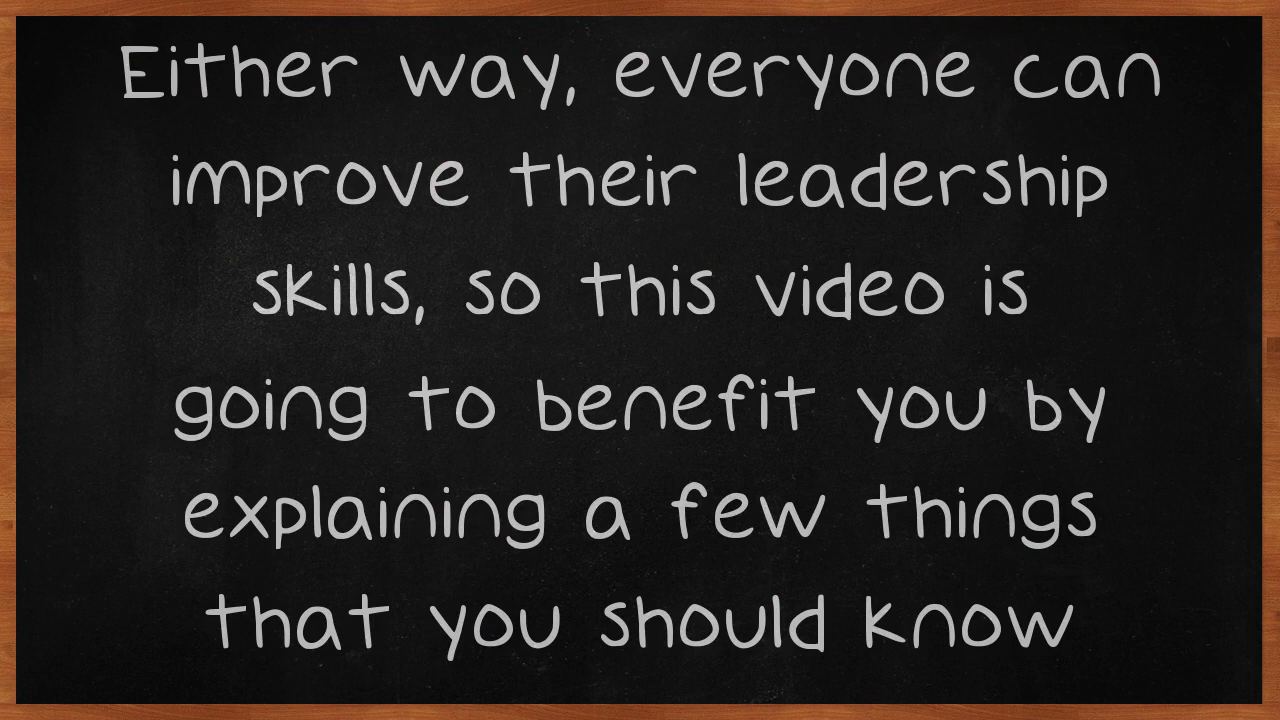 Either way, everyone can
improve their leadership
skills, so this video is
going to benefit you by
explaining a few things
that you should know